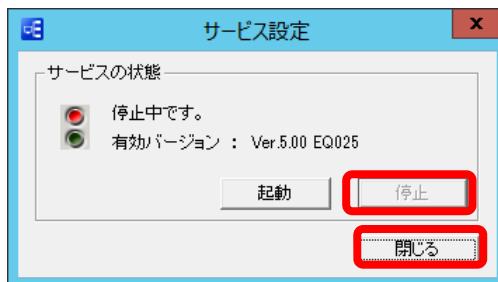 サービス設定
サービスの状態
停止中です。
有効バージョン : Ver.5.00 EQ025
起動
停止
閉じる